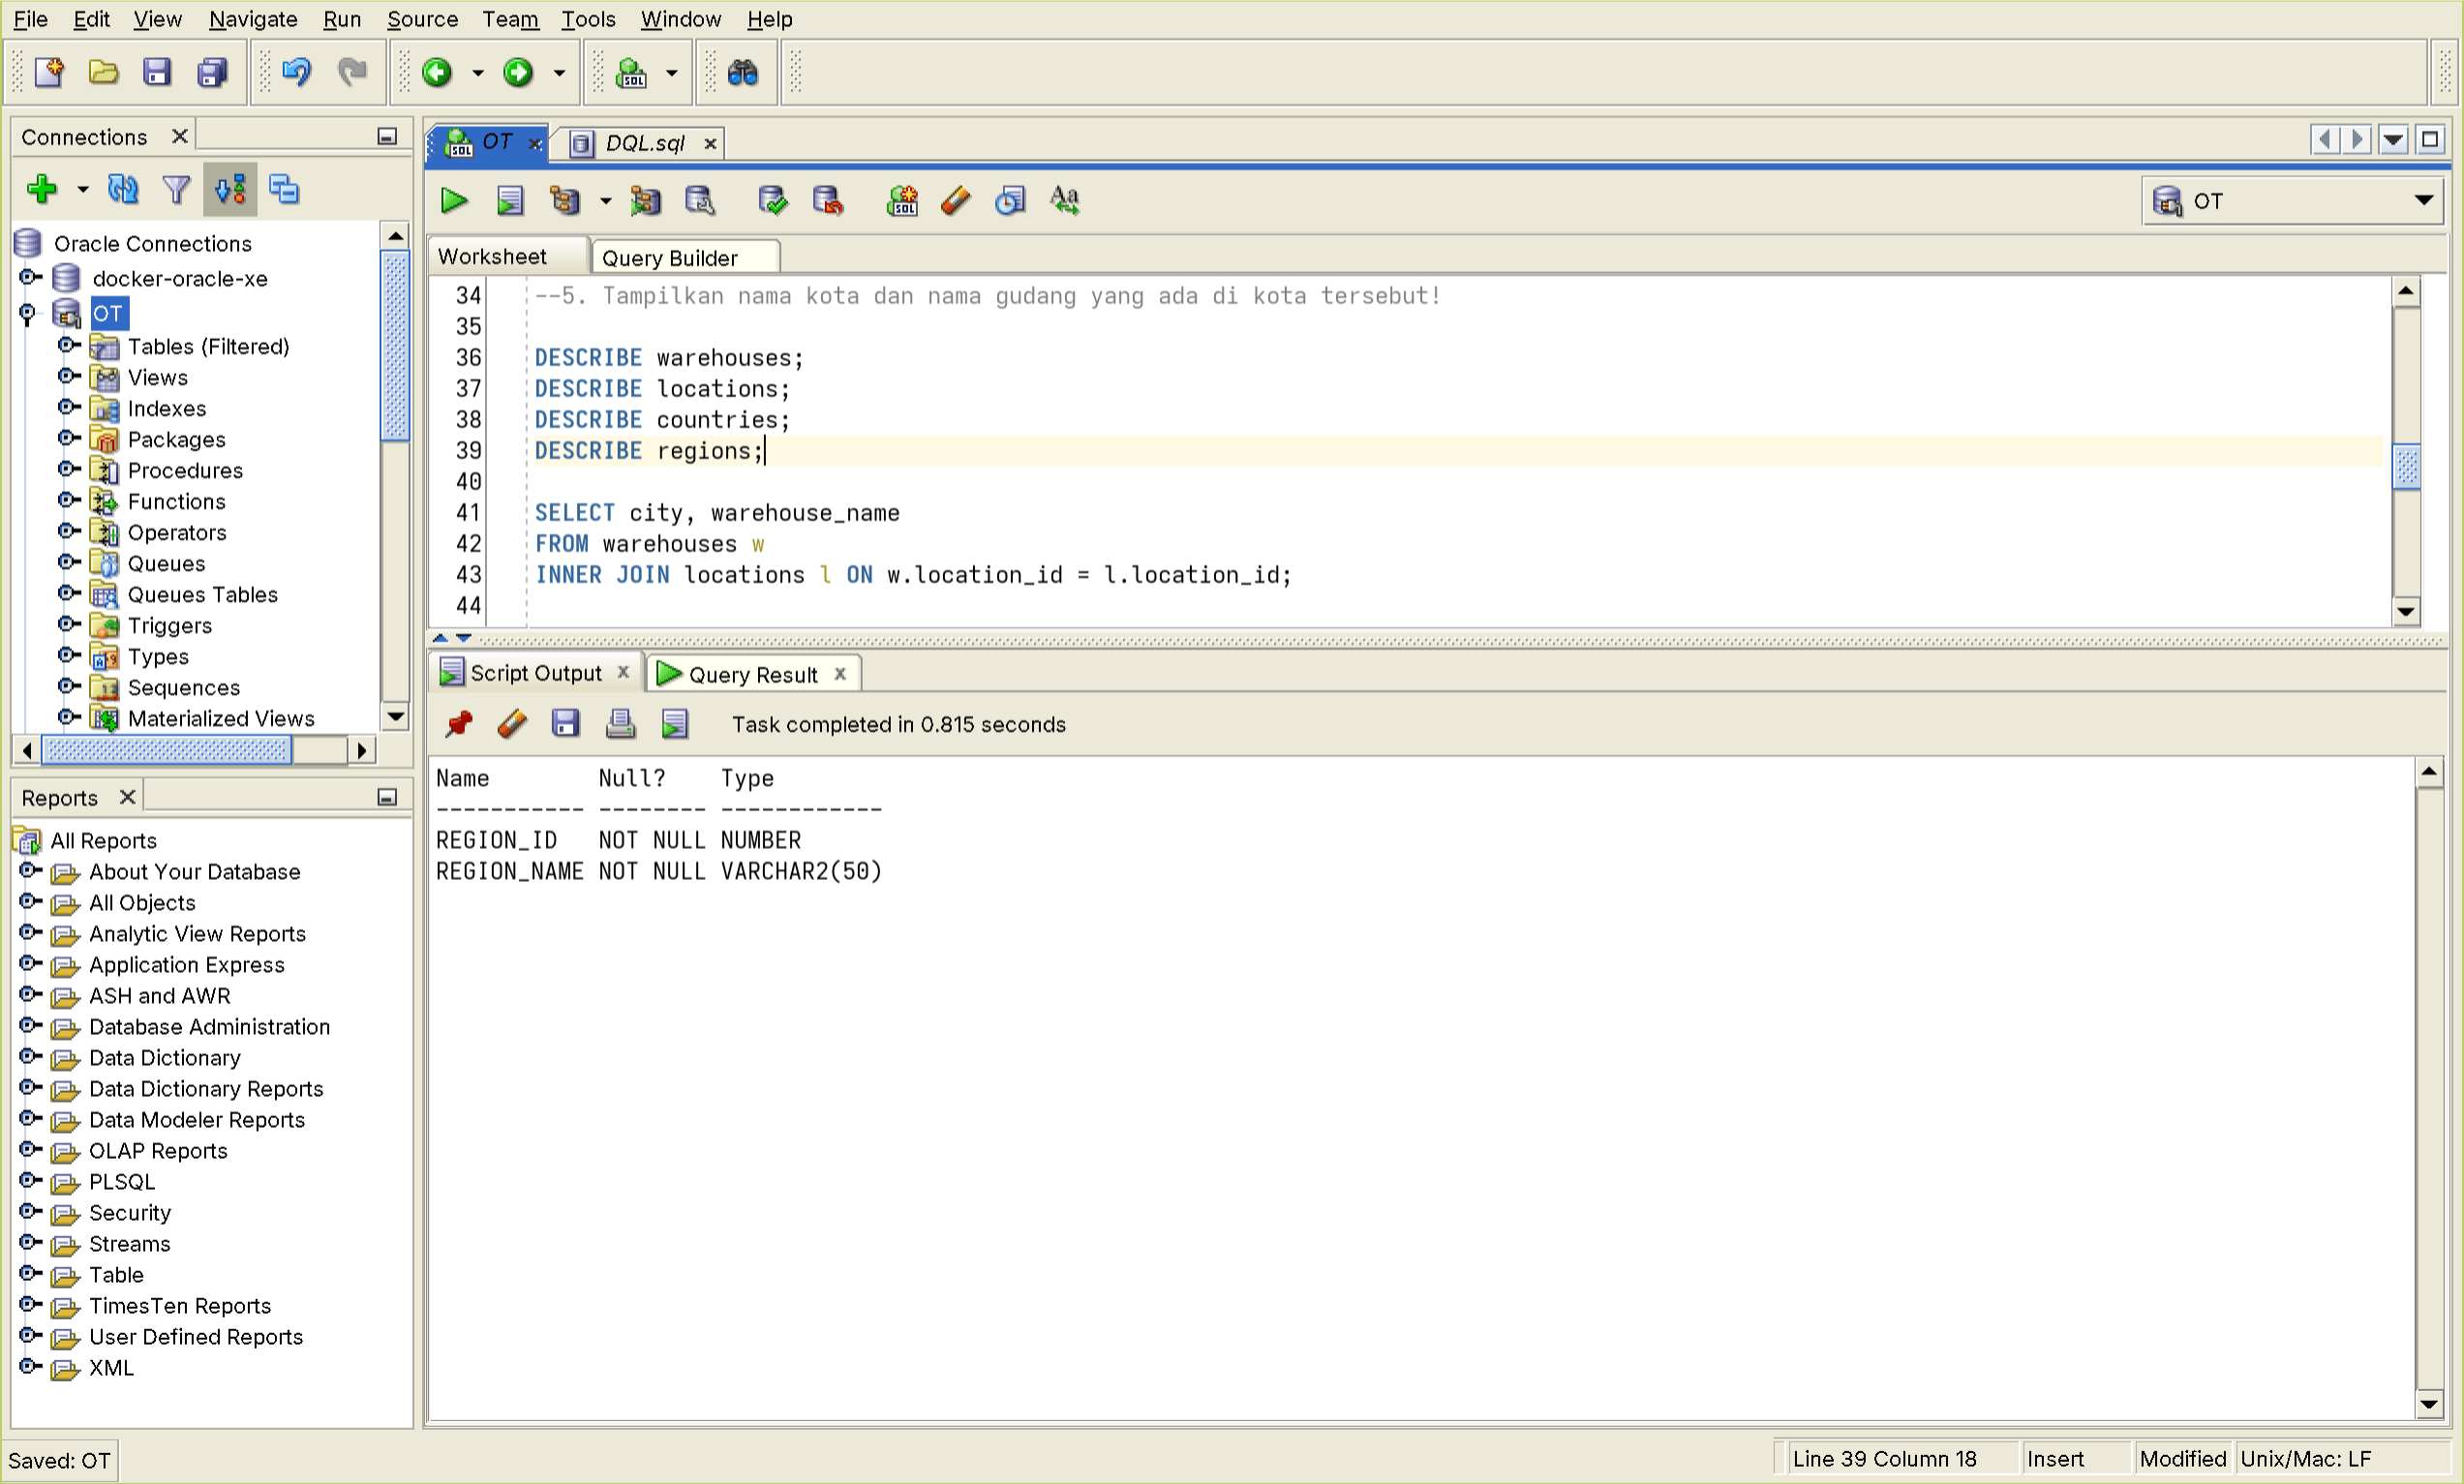 File Edit View Navigate Run Source Team Tools Window Help
Connections
Oracle Connections
docker-oracle-xe
OT
Tables (Filtered)
Views
Indexes
Packages
Procedures
Functions
Operators
Queues
Queues Tables
Triggers
Types
Sequences
Materialized Views
Reports
All Reports
About Your Database
All Objects
Analytic View Reports
Application Express
ASH and AWR
Database Administration
Data Dictionary
Data Dictionary Reports
Data Modeler Reports
OLAP Reports
PLSQL
Security
Streams
Table
TimesTen Reports
User Defined Reports
XML
OT DQL.sql
OT
Worksheet Query Builder
34 --5. Tampilkan nama kota dan nama gudang yang ada di kota tersebut!
35
36 DESCRIBE warehouses;
37 DESCRIBE locations;
38 DESCRIBE countries;
39 DESCRIBE regions;
40
41 SELECT city, warehouse_name
42 FROM warehouses w
43 INNER JOIN locations l ON w.location_id = l.location_id;
44
Script Output Query Result
Task completed in 0.815 seconds
Name Null? Type
----------- -------- ------------
REGION_ID NOT NULL NUMBER
REGION_NAME NOT NULL VARCHAR2(50)
Saved: OT
Line 39 Column 18 Insert Modified Unix/Mac: LF